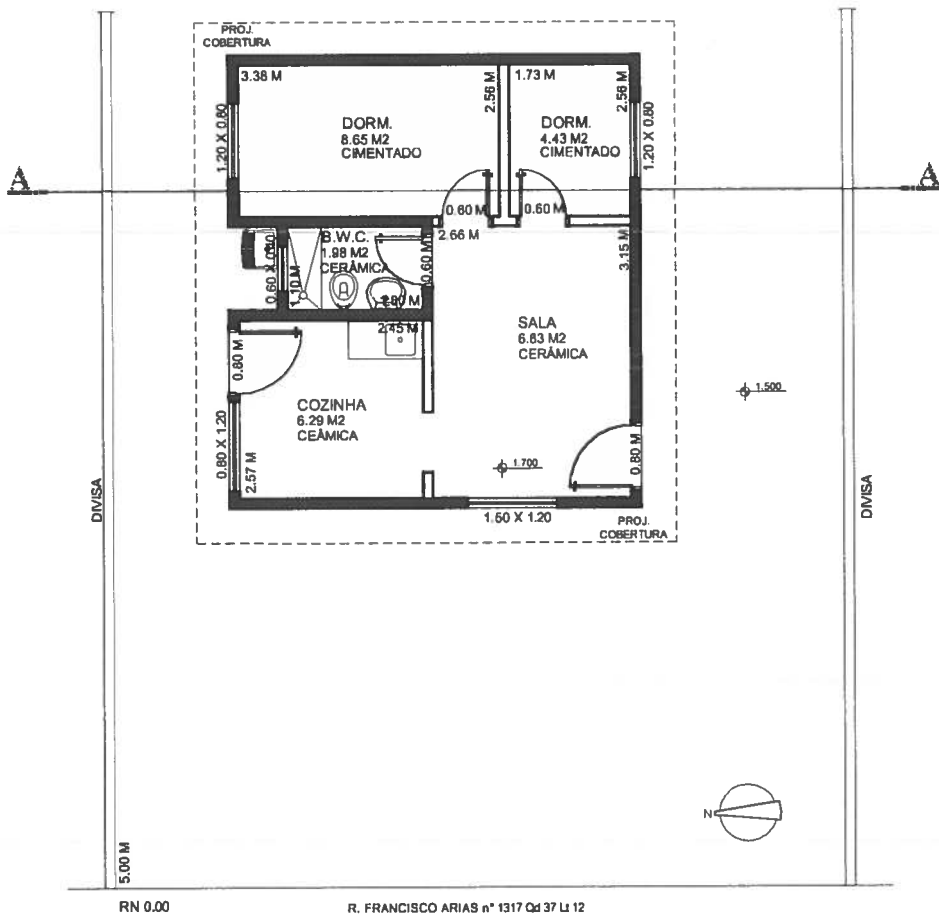 PROJ.
COBERTURA
3.38 M
2.56 M
1.73 M
2.56 M
1.20 X 0.80
DORM.
8.65 M2
CIMENTADO
DORM.
4.43 M2
CIMENTADO
1.20 X 0.80
A
A
0.60 M
0.60 M
2.66 M
3.15 M
B.W.C.
1.98 M2
CERÂMICA
0.60 M
1.10 M
2.45 M
SALA
6.83 M2
CERÂMICA
0.80 M
COZINHA
6.29 M2
CEÂMICA
0.80 X 1.20
2.57 M
1.500
1.700
0.80 M
1.50 X 1.20
PROJ.
COBERTURA
DIVISA
DIVISA
N
5.00 M
RN 0.00
R. FRANCISCO ARIAS n° 1317 Qd 37 Lt 12